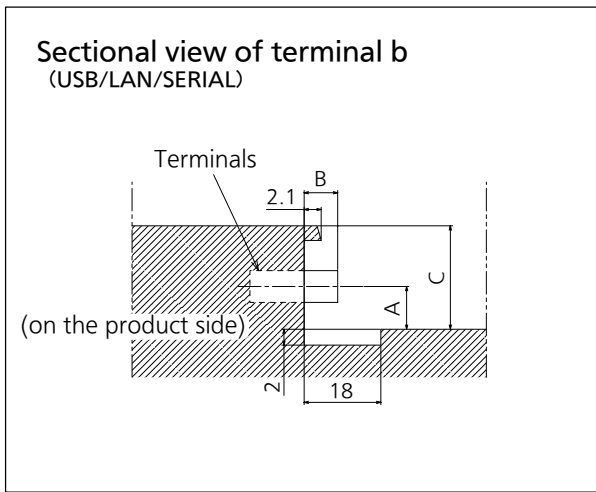 Sectional view of terminal b
(USB/LAN/SERIAL)
Terminals
B
2.1
C
A
(on the product side)
2
18